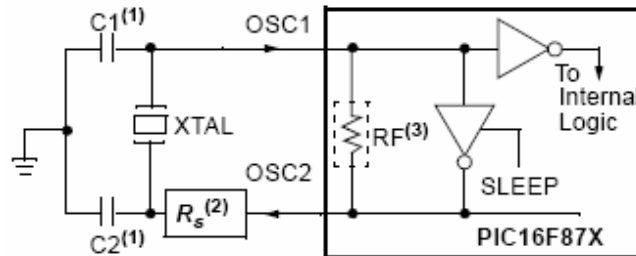 C1(1)
OSC1
To
Internal
Logic
XTAL
RF(3)
OSC2
SLEEP
Rs(2)
C2(1)
PIC16F87X